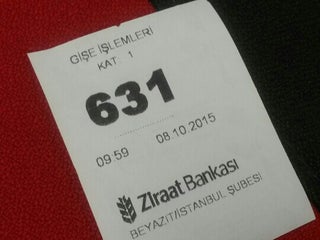 GİŞE İŞLEMLERİ
KAT 1
631
09:59 08.10.2015
Ziraat Bankası
BEYAZIT/İSTANBUL ŞUBESİ